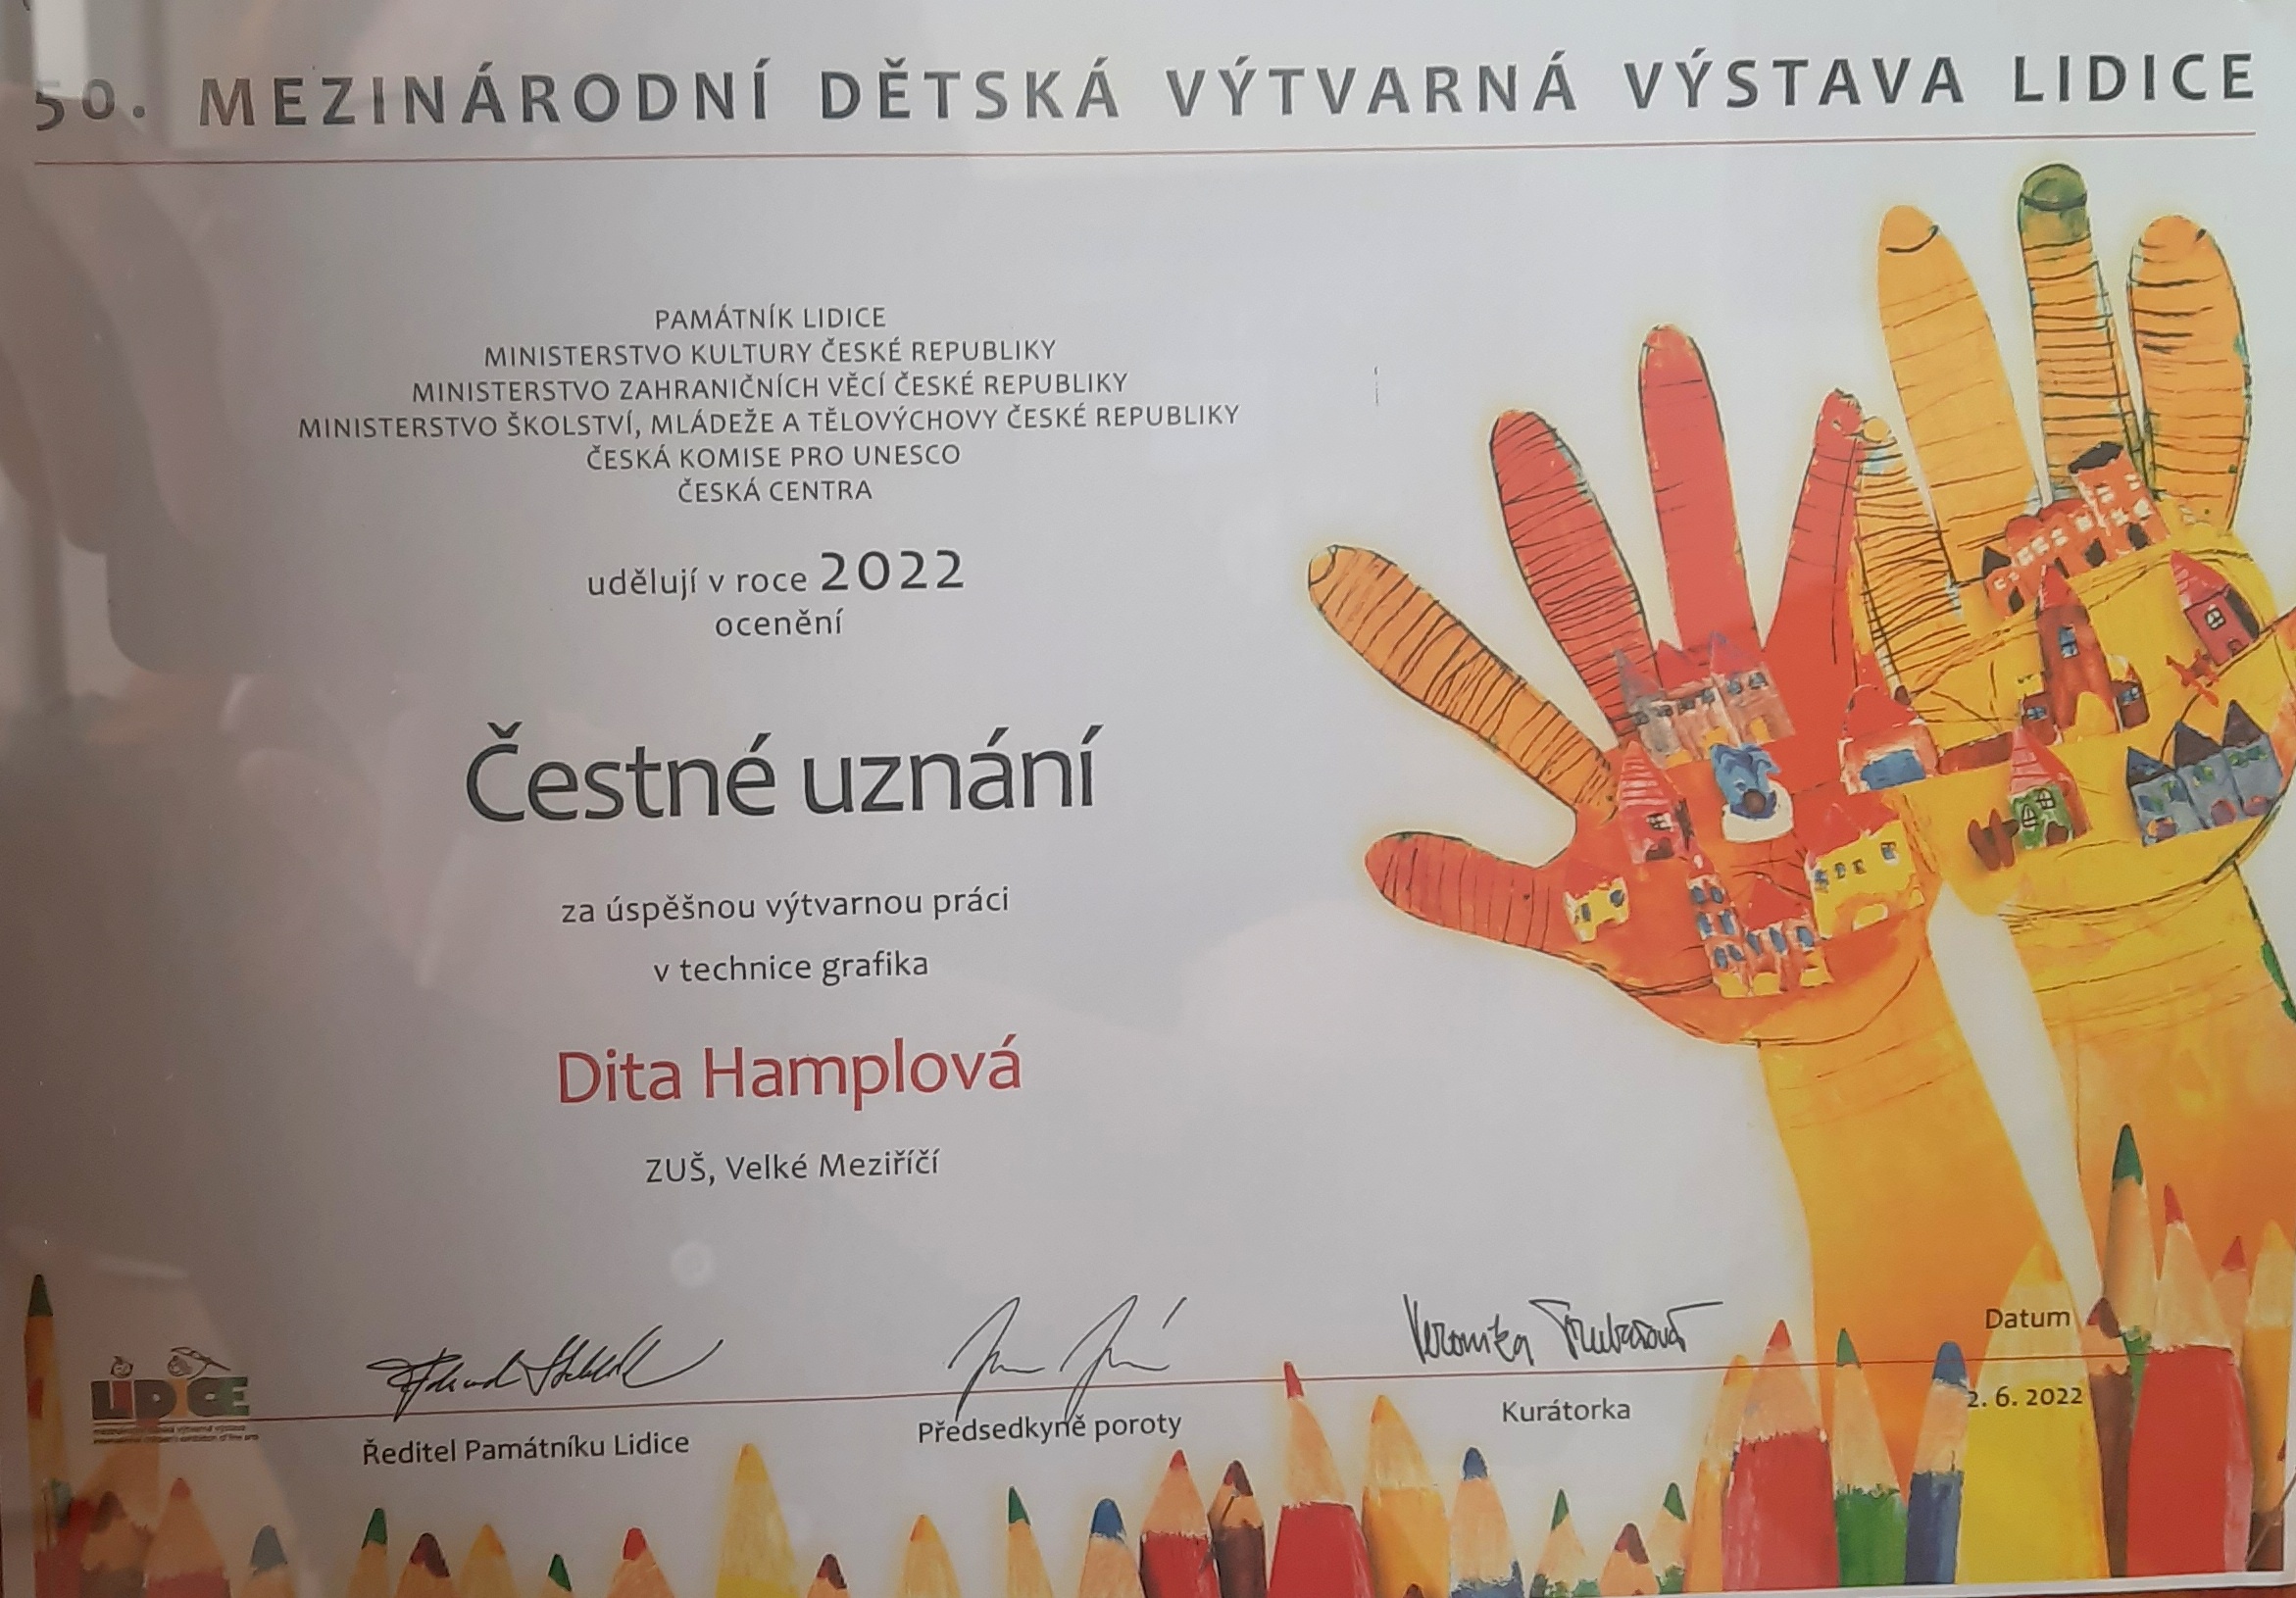 50. MEZINÁRODNÍ DĚTSKÁ VÝTVARNÁ VÝSTAVA LIDICE
PAMÁTNÍK LIDICE
MINISTERSTVO KULTURY ČESKÉ REPUBLIKY
MINISTERSTVO ZAHRANIČNÍCH VĚCÍ ČESKÉ REPUBLIKY
MINISTERSTVO ŠKOLSTVÍ, MLÁDEŽE A TĚLOVÝCHOVY ČESKÉ REPUBLIKY
ČESKÁ KOMISE PRO UNESCO
ČESKÁ CENTRA
udělují v roce 2022
ocenění
Čestné uznání
za úspěšnou výtvarnou práci
v technice grafika
Dita Hamplová
ZUŠ, Velké Meziříčí
LIDICE
Ředitel Památníku Lidice
Předsedkyně poroty
Veronika
Kurátorka
Datum
2. 6. 2022